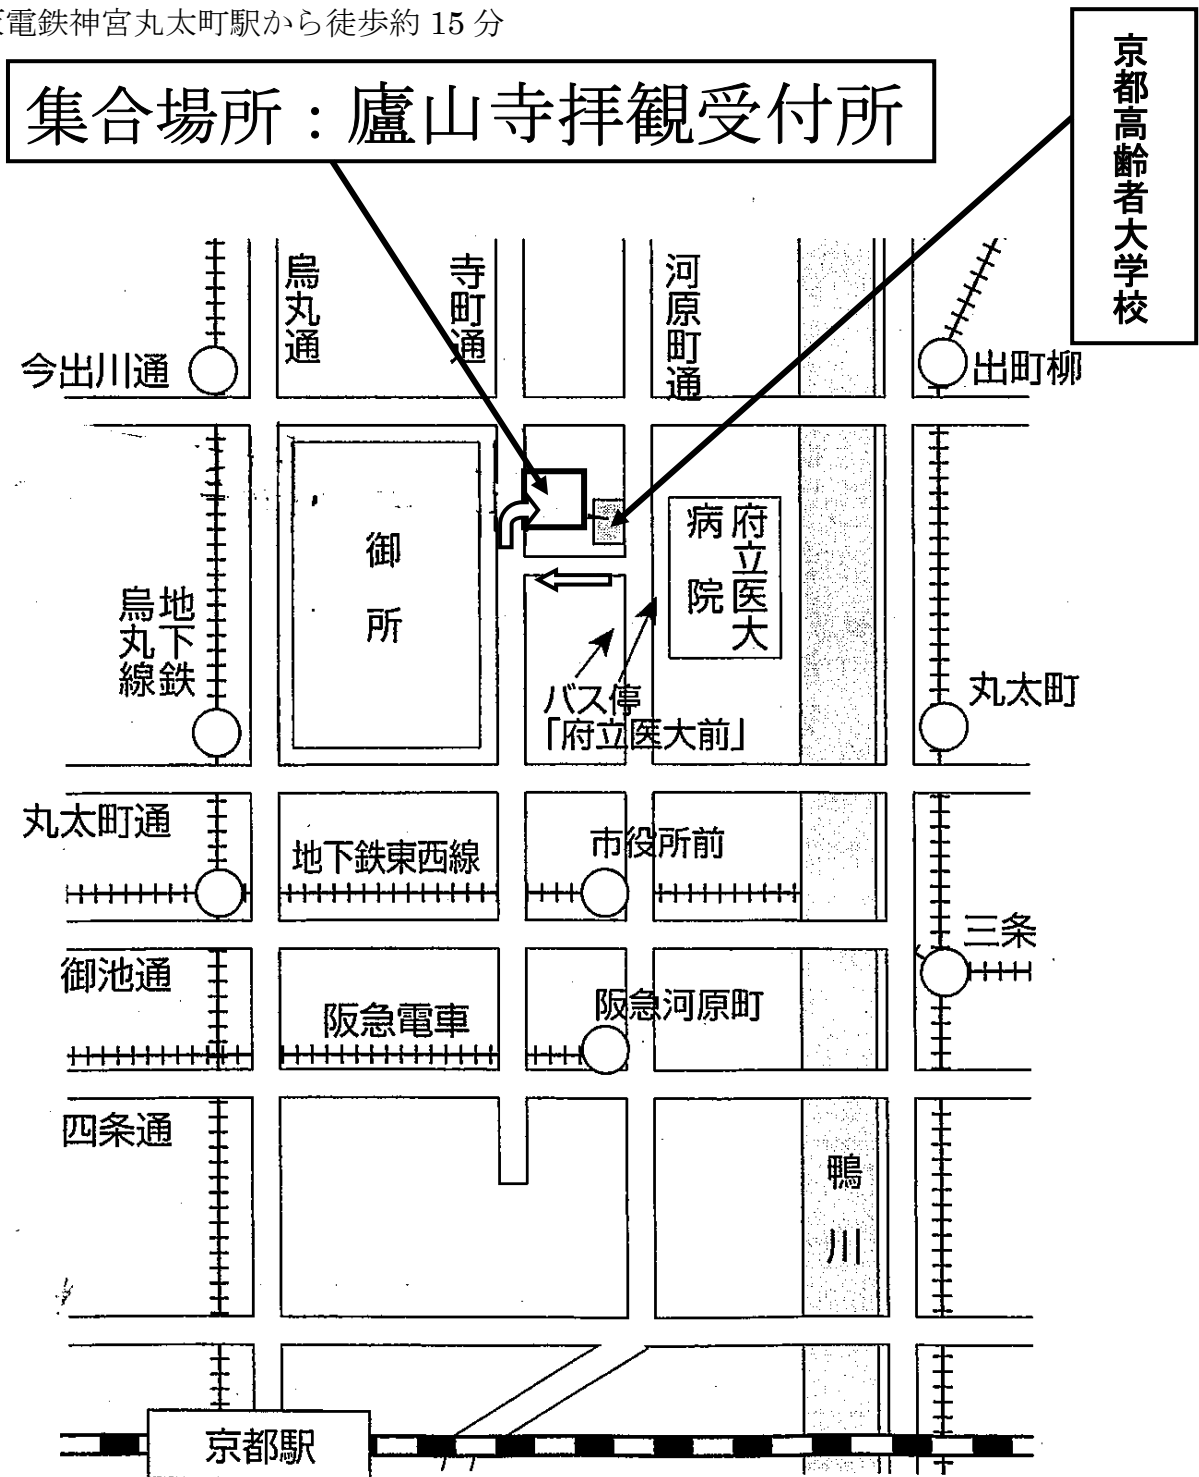 電鉄神宮丸太町駅から徒歩約 15 分
集合場所：廬山寺拝観受付所
京都高齢者大学校
烏丸通
寺町通
河原町通
今出川通
出町柳
御所
府立医大
病院
地下鉄
烏丸線
バス停
「府立医大前」
丸太町
丸太町通
地下鉄東西線
市役所前
三条
御池通
阪急電車
阪急河原町
四条通
鴨川
京都駅